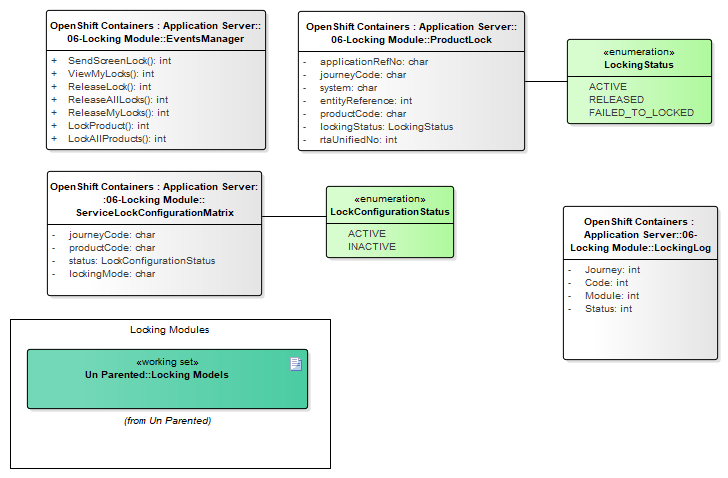 OpenShift Containers : Application Server::
06-Locking Module::EventsManager
+ SendScreenLock(): int
+ ViewMyLocks(): int
+ ReleaseLock(): int
+ ReleaseAllLocks(): int
+ ReleaseMyLocks(): int
+ LockProduct(): int
+ LockAllProducts(): int
OpenShift Containers : Application Server::
06-Locking Module::ProductLock
- applicationRefNo: char
- journeyCode: char
- system: char
- entityReference: int
- productCode: char
- lockingStatus: LockingStatus
- rtaUnifiedNo: int
«enumeration»
LockingStatus
ACTIVE
RELEASED
FAILED_TO_LOCKED
OpenShift Containers : Application Server:
:06-Locking Module::
ServiceLockConfigurationMatrix
- journeyCode: char
- productCode: char
- status: LockConfigurationStatus
- lockingMode: char
«enumeration»
LockConfigurationStatus
ACTIVE
INACTIVE
OpenShift Containers :
Application Server::06-
Locking Module::LockingLog
- Journey: int
- Code: int
- Module: int
- Status: int
Locking Modules
«working set»
Un Parented::Locking Models
(from Un Parented)